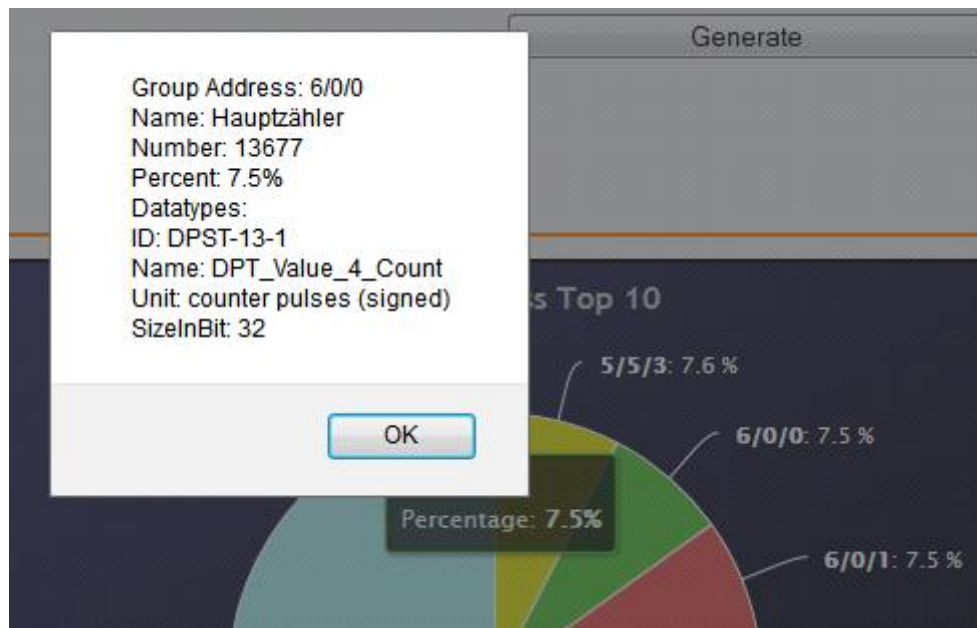 Generate
Group Address: 6/0/0
Name: Hauptzähler
Number: 13677
Percent: 7.5%
Datatypes:
ID: DPST-13-1
Name: DPT_Value_4_Count
Unit: counter pulses (signed)
SizeInBit: 32
OK
Top 10
5/5/3: 7.6 %
6/0/0: 7.5 %
Percentage: 7.5%
6/0/1: 7.5 %